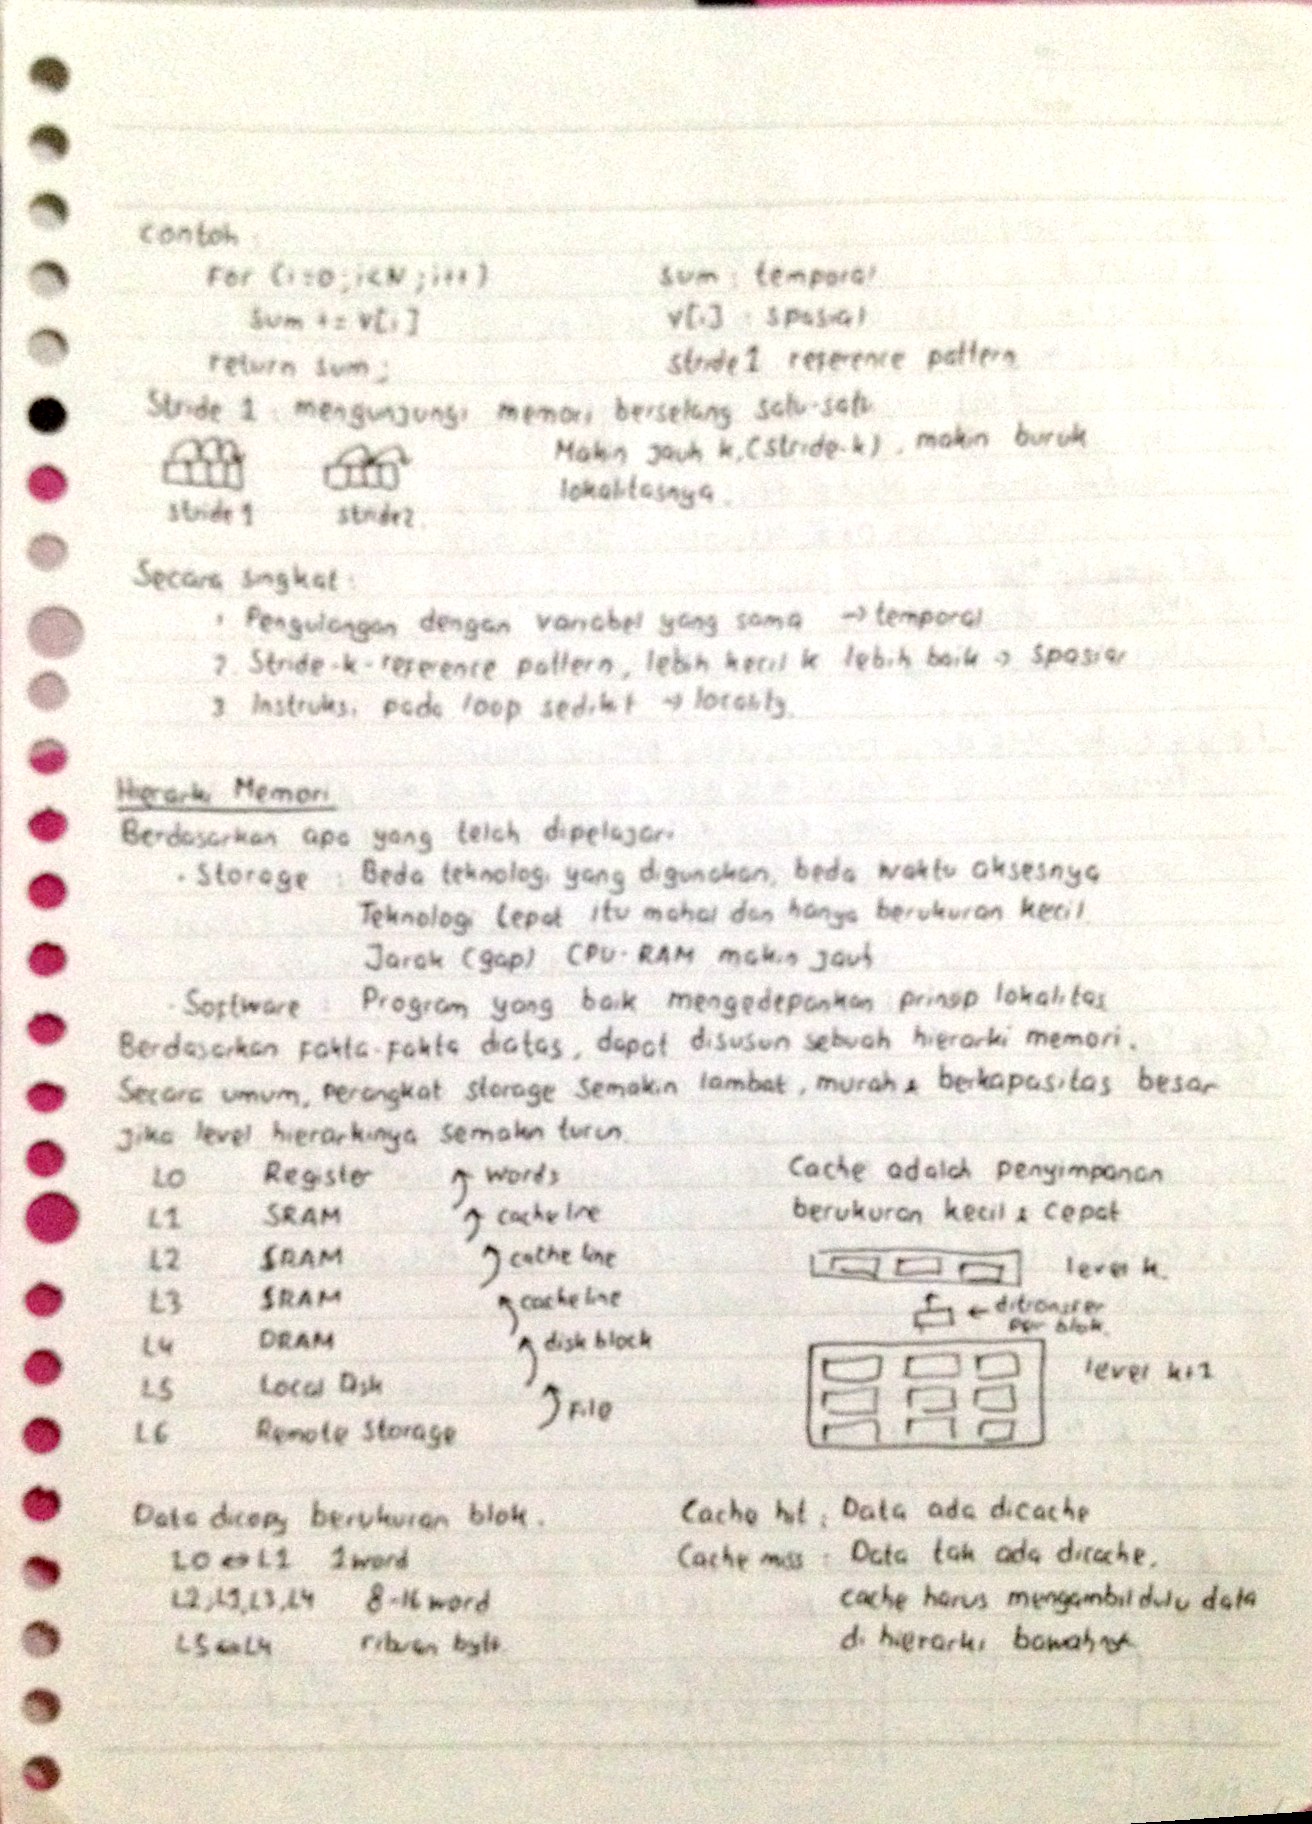 Contoh :
For (i=0 ; i<N ; i++)
sum += v[i]
return sum ;
sum : temporal
v[i] : spasial
stride 1 reference pattern
Stride 1 : mengunjungi memori berselang satu-satu
stride 1
stride 2
Makin jauh k, (stride-k), makin buruk
lokalitasnya.
Secara singkat :
1 Pengulangan dengan variabel yang sama → temporal
2. Stride-k-reference pattern, lebih kecil k lebih baik → spasial
3 Instruksi pada loop sedikit → locality.
Hierarki Memori
Berdasarkan apa yang telah dipelajari
· Storage : Beda teknologi yang digunakan, beda waktu aksesnya
Teknologi cepat itu mahal dan hanya berukuran kecil.
Jarak (gap) CPU-RAM makin jauh
· Software : Program yang baik mengedepankan prinsip lokalitas
Berdasarkan fakta-fakta diatas, dapat disusun sebuah hierarki memori.
Secara umum, perangkat storage semakin lambat, murah & berkapasitas besar
jika level hierarkinya semakin turun.
L0 Register words
L1 SRAM cache line
L2 SRAM cache line
L3 SRAM cache line
L4 DRAM disk block
L5 Local Disk
File
L6 Remote Storage
Cache adalah penyimpanan
berukuran kecil & cepat
level k.
← ditransfer
per blok.
level k+1
Data dicopy berukuran blok.
L0 ↔ L1 1 word
L2, L1, L3, L4 8-16 word
L5 ↔ L4 ribuan byte.
Cache hit : Data ada dicache
Cache miss : Data tak ada dicache.
cache harus mengambil dulu data
di hierarki bawahnya